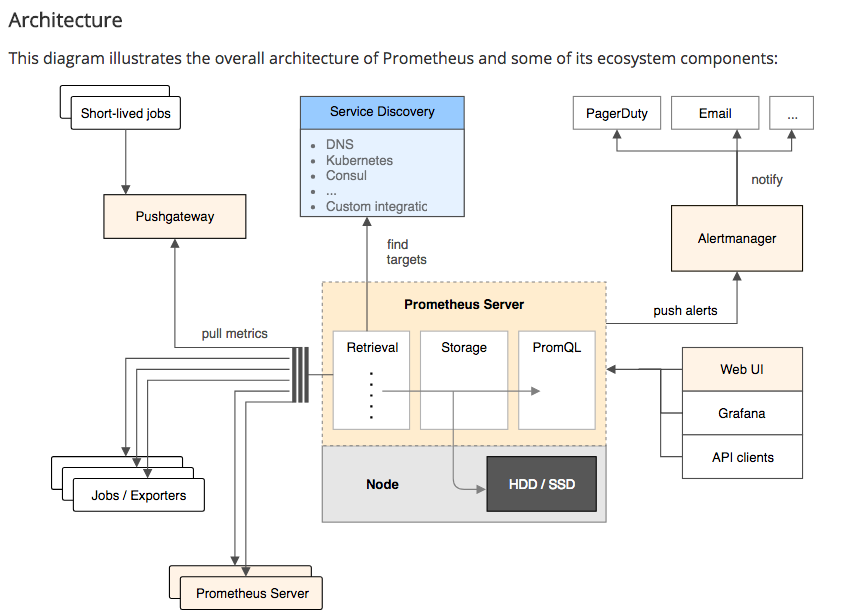 Architecture
This diagram illustrates the overall architecture of Prometheus and some of its ecosystem components:
Short-lived jobs
Service Discovery
DNS
Kubernetes
Consul
...
Custom integratic
PagerDuty
Email
...
notify
Pushgateway
Alertmanager
find
targets
Prometheus Server
push alerts
pull metrics
Retrieval
Storage
PromQL
Web UI
Grafana
API clients
Node
HDD / SSD
Jobs / Exporters
Prometheus Server